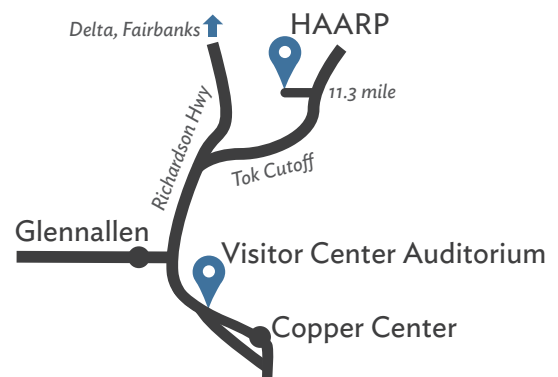 HAARP
Delta, Fairbanks
11.3 mile
Richardson Hwy
Tok Cutoff
Glennallen
Visitor Center Auditorium
Copper Center